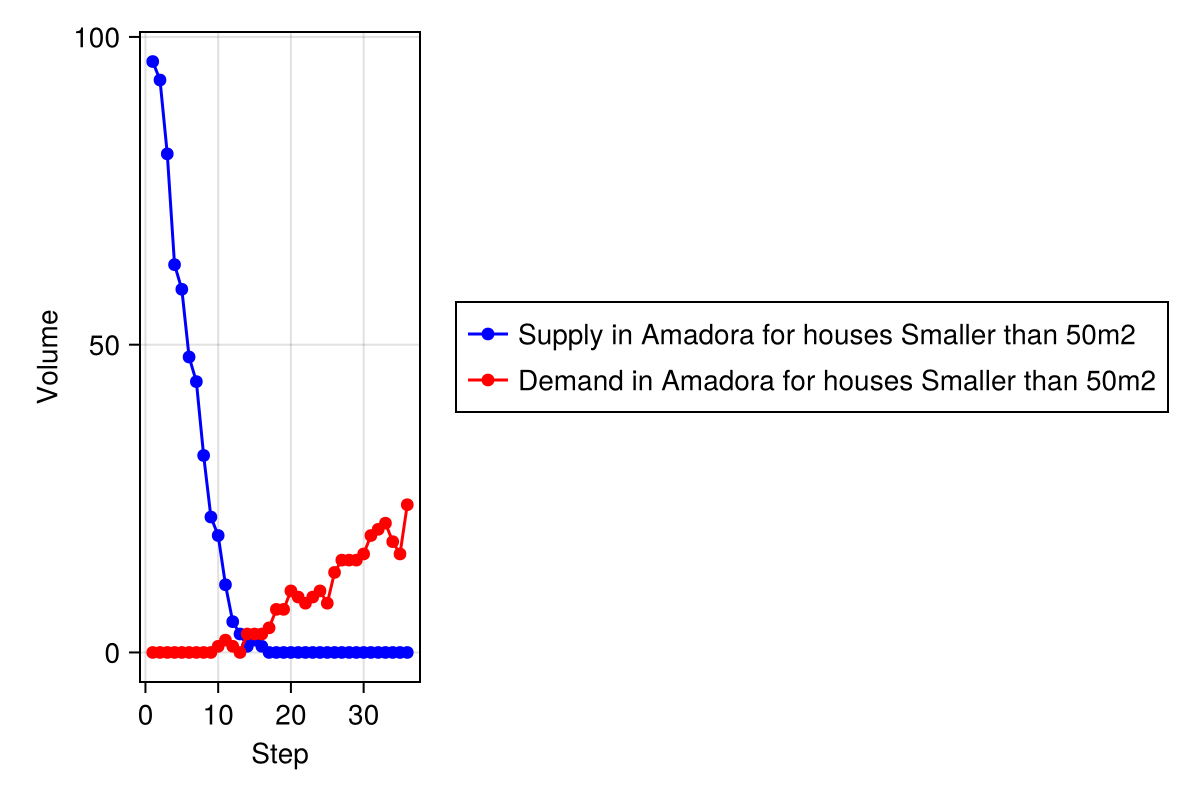 100
50
0
Volume
0 10 20 30
Step
Supply in Amadora for houses Smaller than 50m2
Demand in Amadora for houses Smaller than 50m2